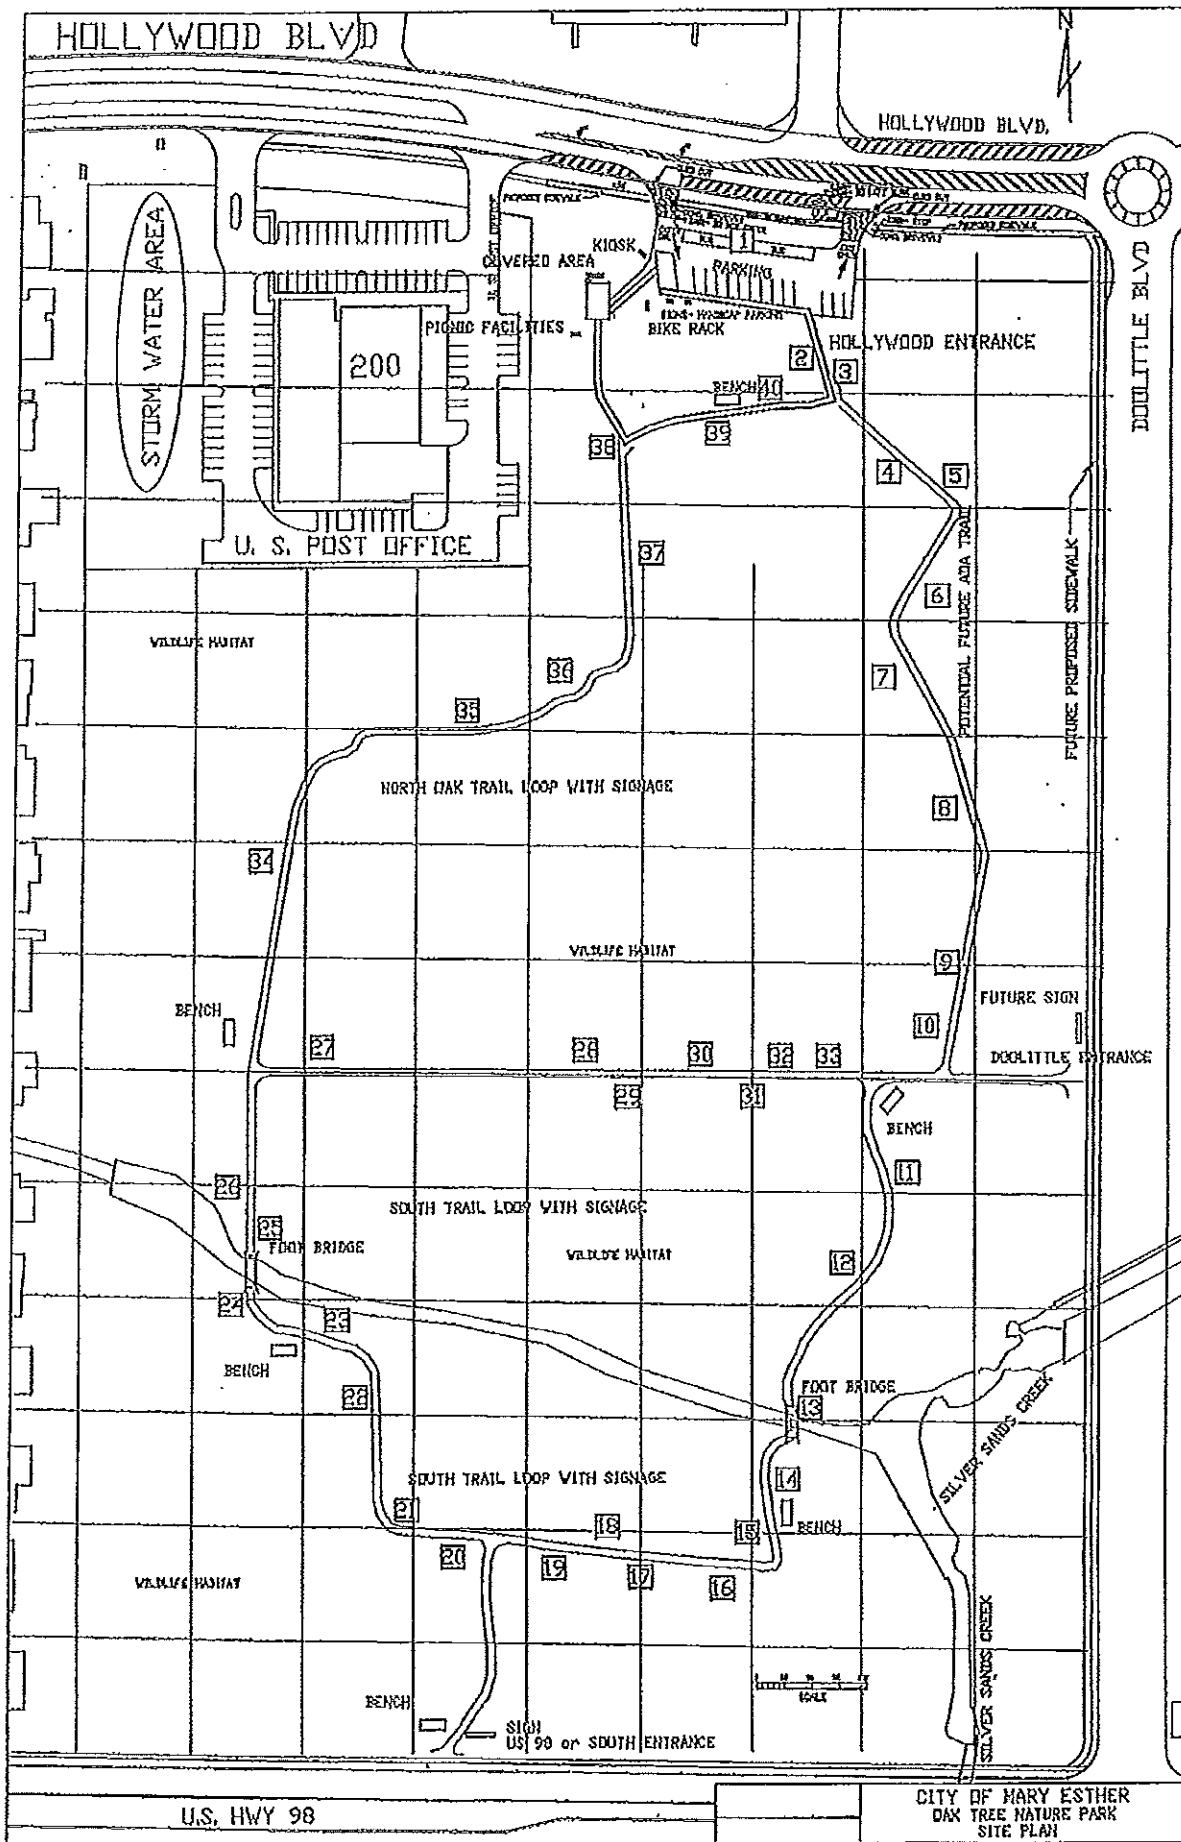 HOLLYWOOD BLVD
N
HOLLYWOOD BLVD.
DOOLITTLE BLVD
STORM WATER AREA
KIOSK
COVERED AREA
1
PARKING
PICNIC FACILITIES
BIKE RACK
200
2
HOLLYWOOD ENTRANCE
3
BENCH
40
39
38
4
5
U. S. POST OFFICE
37
6
POTENTIAL FUTURE ADA TRAIL
FUTURE PROPOSED SIDEWALK
WILDLIFE HABITAT
36
7
35
NORTH OAK TRAIL LOOP WITH SIGNAGE
8
34
WILDLIFE HABITAT
9
FUTURE SIGN
BENCH
10
27
28
30
32
33
DOOLITTLE ENTRANCE
29
31
BENCH
11
26
SOUTH TRAIL LOOP WITH SIGNAGE
25
FOOT BRIDGE
WILDLIFE HABITAT
12
24
23
BENCH
22
FOOT BRIDGE
13
SILVER SANDS CREEK
SOUTH TRAIL LOOP WITH SIGNAGE
14
21
18
15
BENCH
20
19
17
16
WILDLIFE HABITAT
SILVER SANDS CREEK
SCALE
BENCH
SIGN
US 90 or SOUTH ENTRANCE
U.S. HWY 98
CITY OF MARY ESTHER
OAK TREE NATURE PARK
SITE PLAN